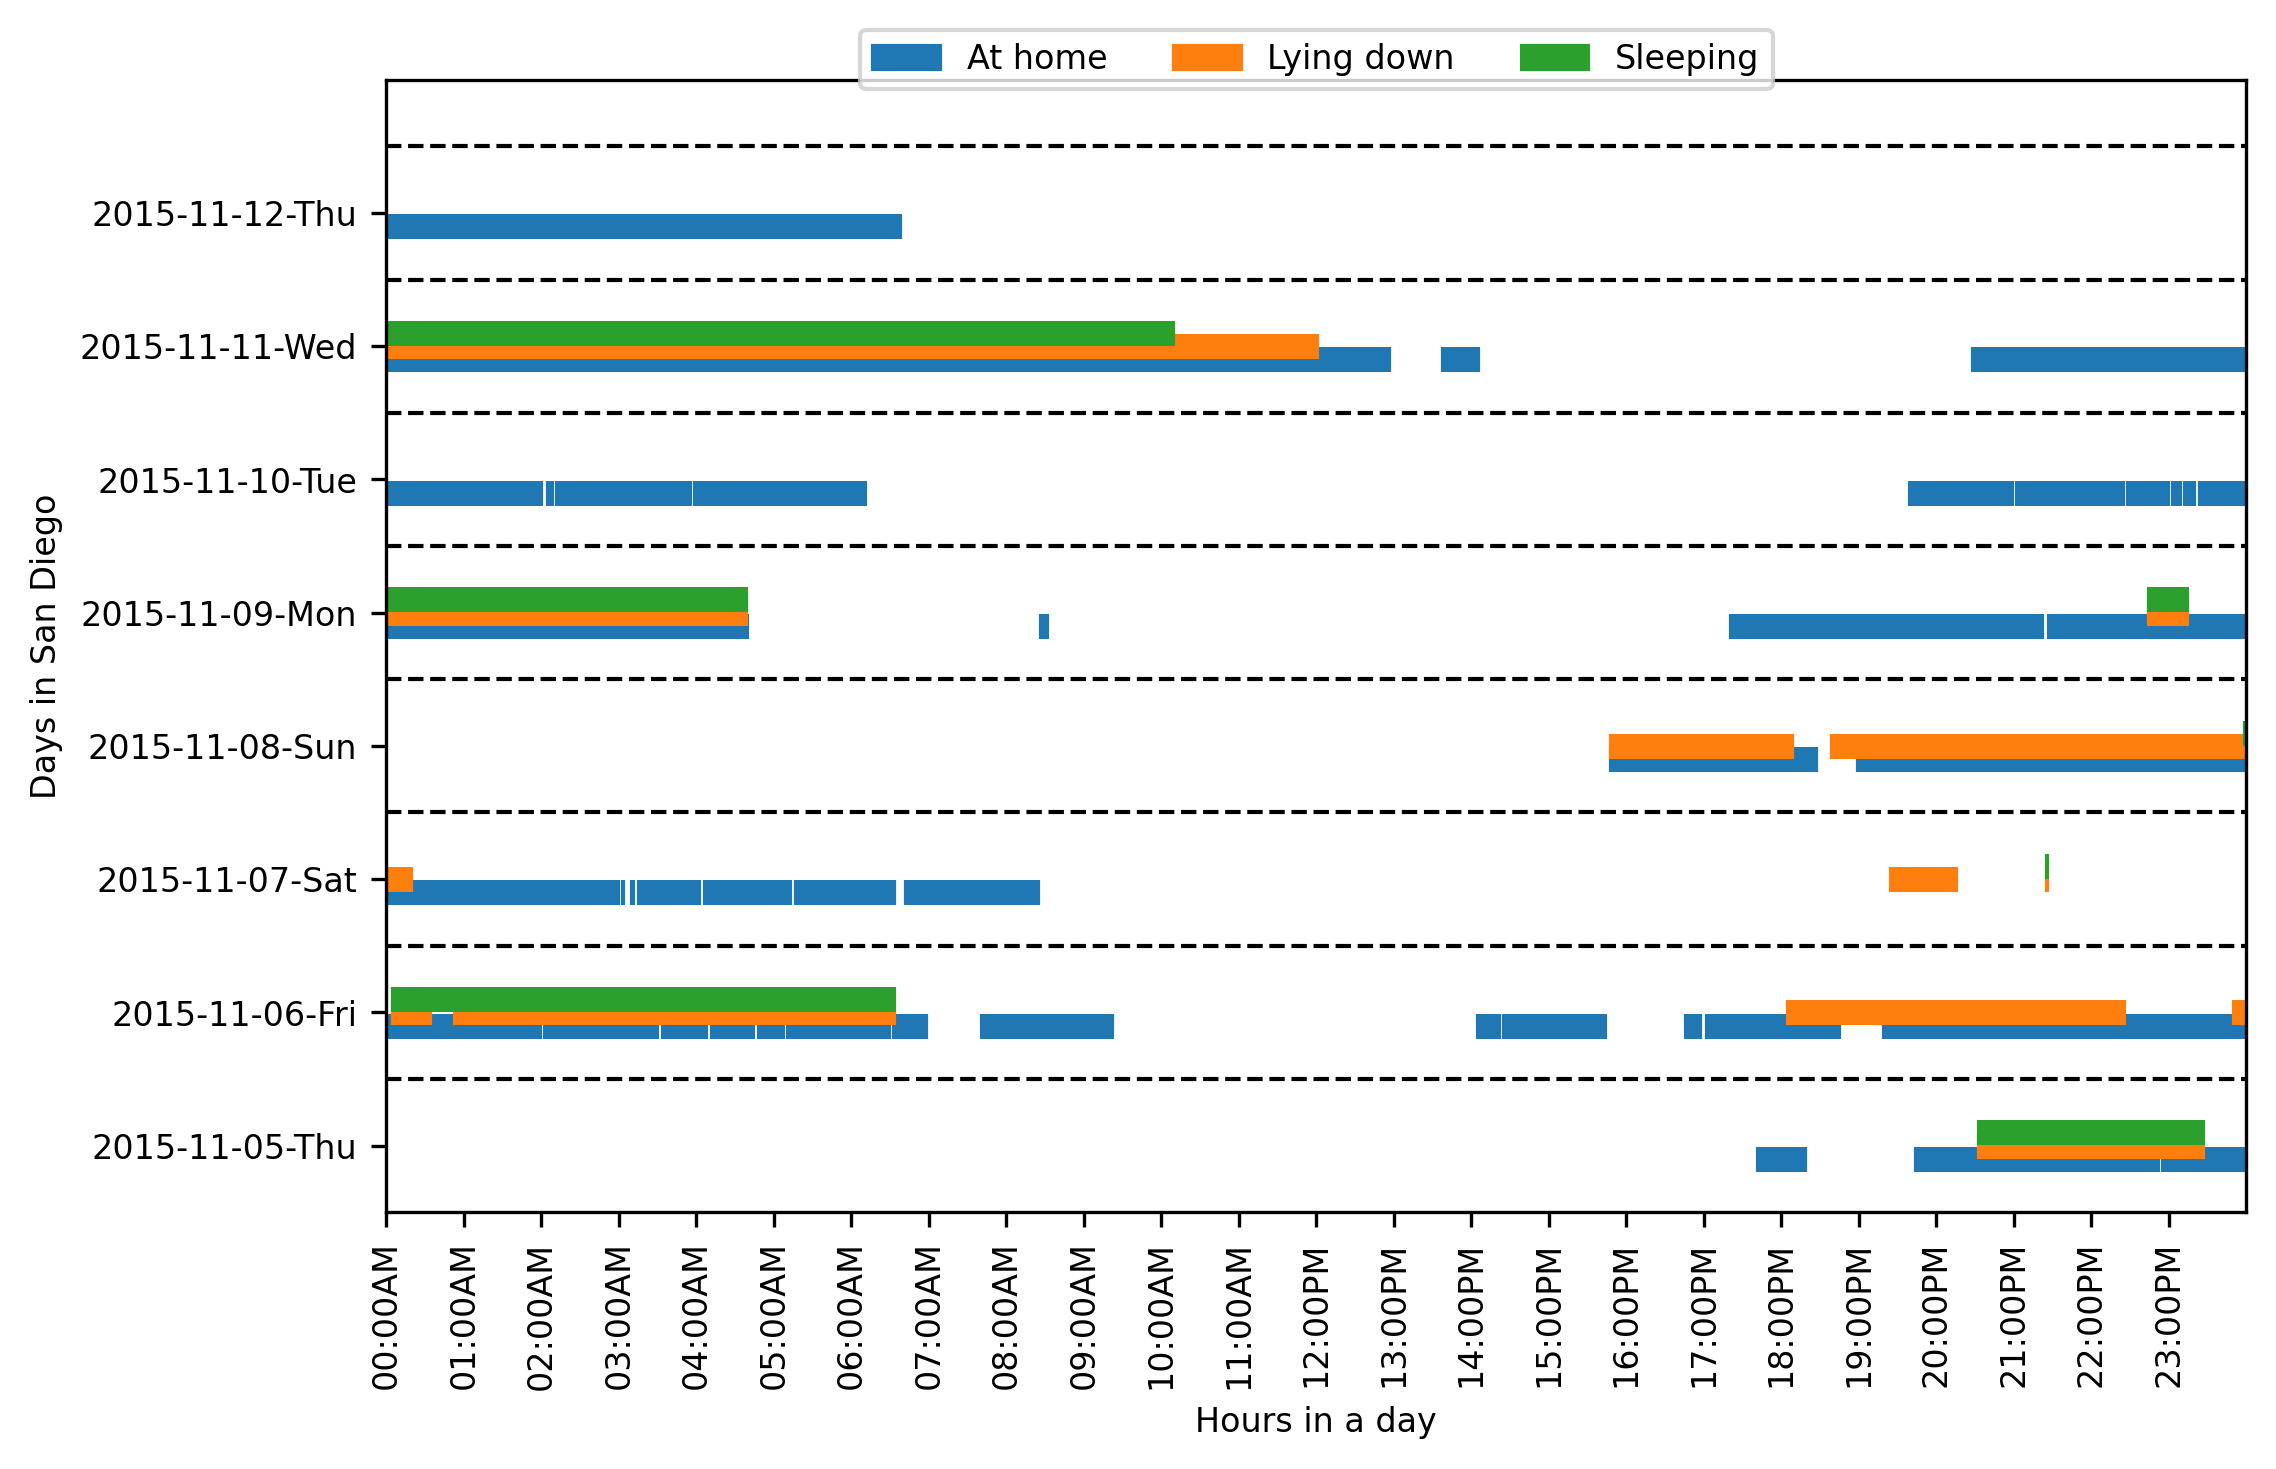 At home Lying down Sleeping
2015-11-12-Thu
2015-11-11-Wed
2015-11-10-Tue
2015-11-09-Mon
2015-11-08-Sun
2015-11-07-Sat
2015-11-06-Fri
2015-11-05-Thu
Days in San Diego
00:00AM
01:00AM
02:00AM
03:00AM
04:00AM
05:00AM
06:00AM
07:00AM
08:00AM
09:00AM
10:00AM
11:00AM
12:00PM
13:00PM
14:00PM
15:00PM
16:00PM
17:00PM
18:00PM
19:00PM
20:00PM
21:00PM
22:00PM
23:00PM
Hours in a day